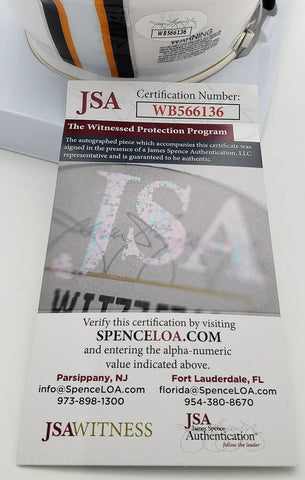 WB566136
WARNING
JSA
Certification Number:
WB566136
The Witnessed Protection Program
The autographed piece which accompanies this certificate was
signed in the presence of a James Spence Authentication, LLC
representative and is guaranteed to be authentic
JSA
Verify this certification by visiting
SPENCELOA.COM
and entering the alpha-numeric
value indicated above.
Parsippany, NJ
info@SpenceLOA.com
973-898-1300
Fort Lauderdale, FL
florida@SpenceLOA.com
954-380-8670
JSAWITNESS
JSA
James Spence
Authentication
follow the leader